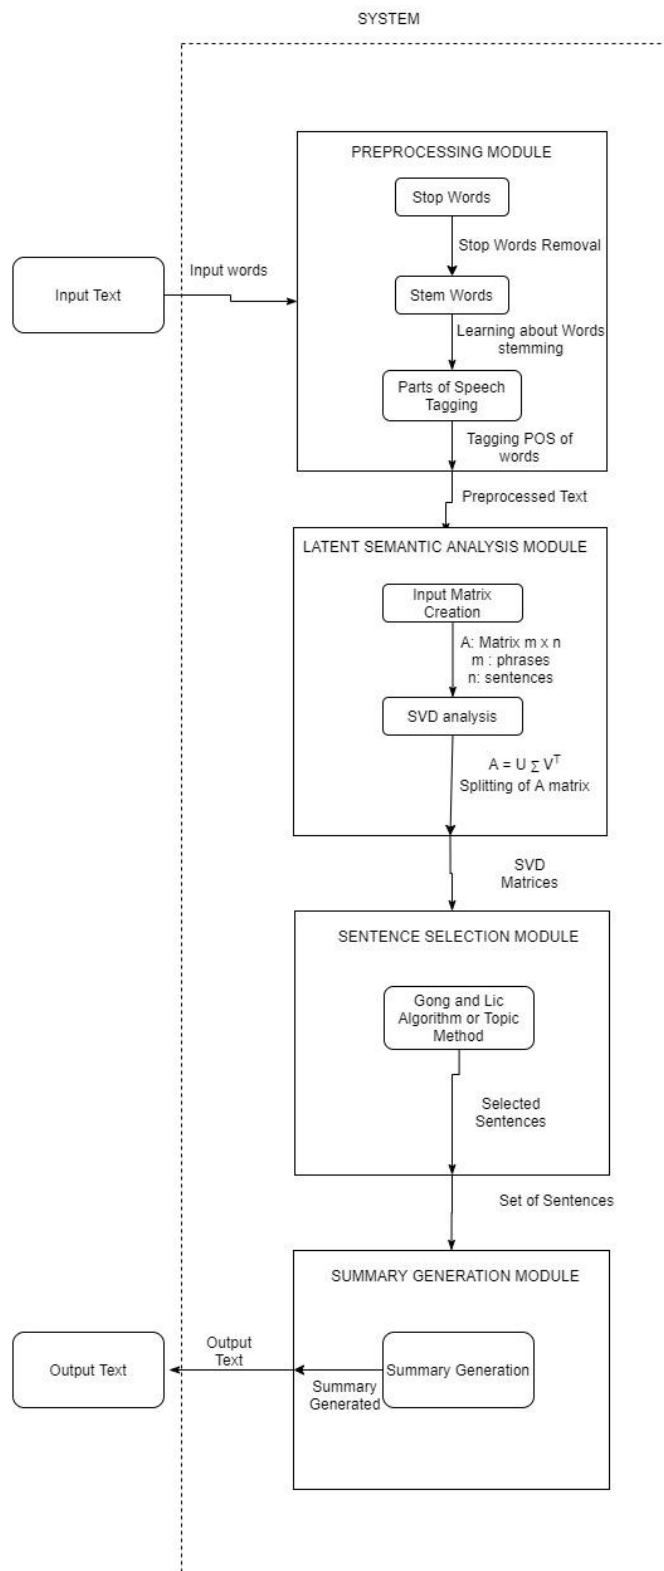 SYSTEM
PREPROCESSING MODULE
Stop Words
Stop Words Removal
Input Text
Input words
Stem Words
Learning about Words
stemming
Parts of Speech
Tagging
Tagging POS of
words
Preprocessed Text
LATENT SEMANTIC ANALYSIS MODULE
Input Matrix
Creation
A: Matrix m x n
m : phrases
n: sentences
SVD analysis
A = U ∑ V^T
Splitting of A matrix
SVD
Matrices
SENTENCE SELECTION MODULE
Gong and Lic
Algorithm or Topic
Method
Selected
Sentences
Set of Sentences
SUMMARY GENERATION MODULE
Summary Generation
Summary
Generated
Output
Text
Output Text